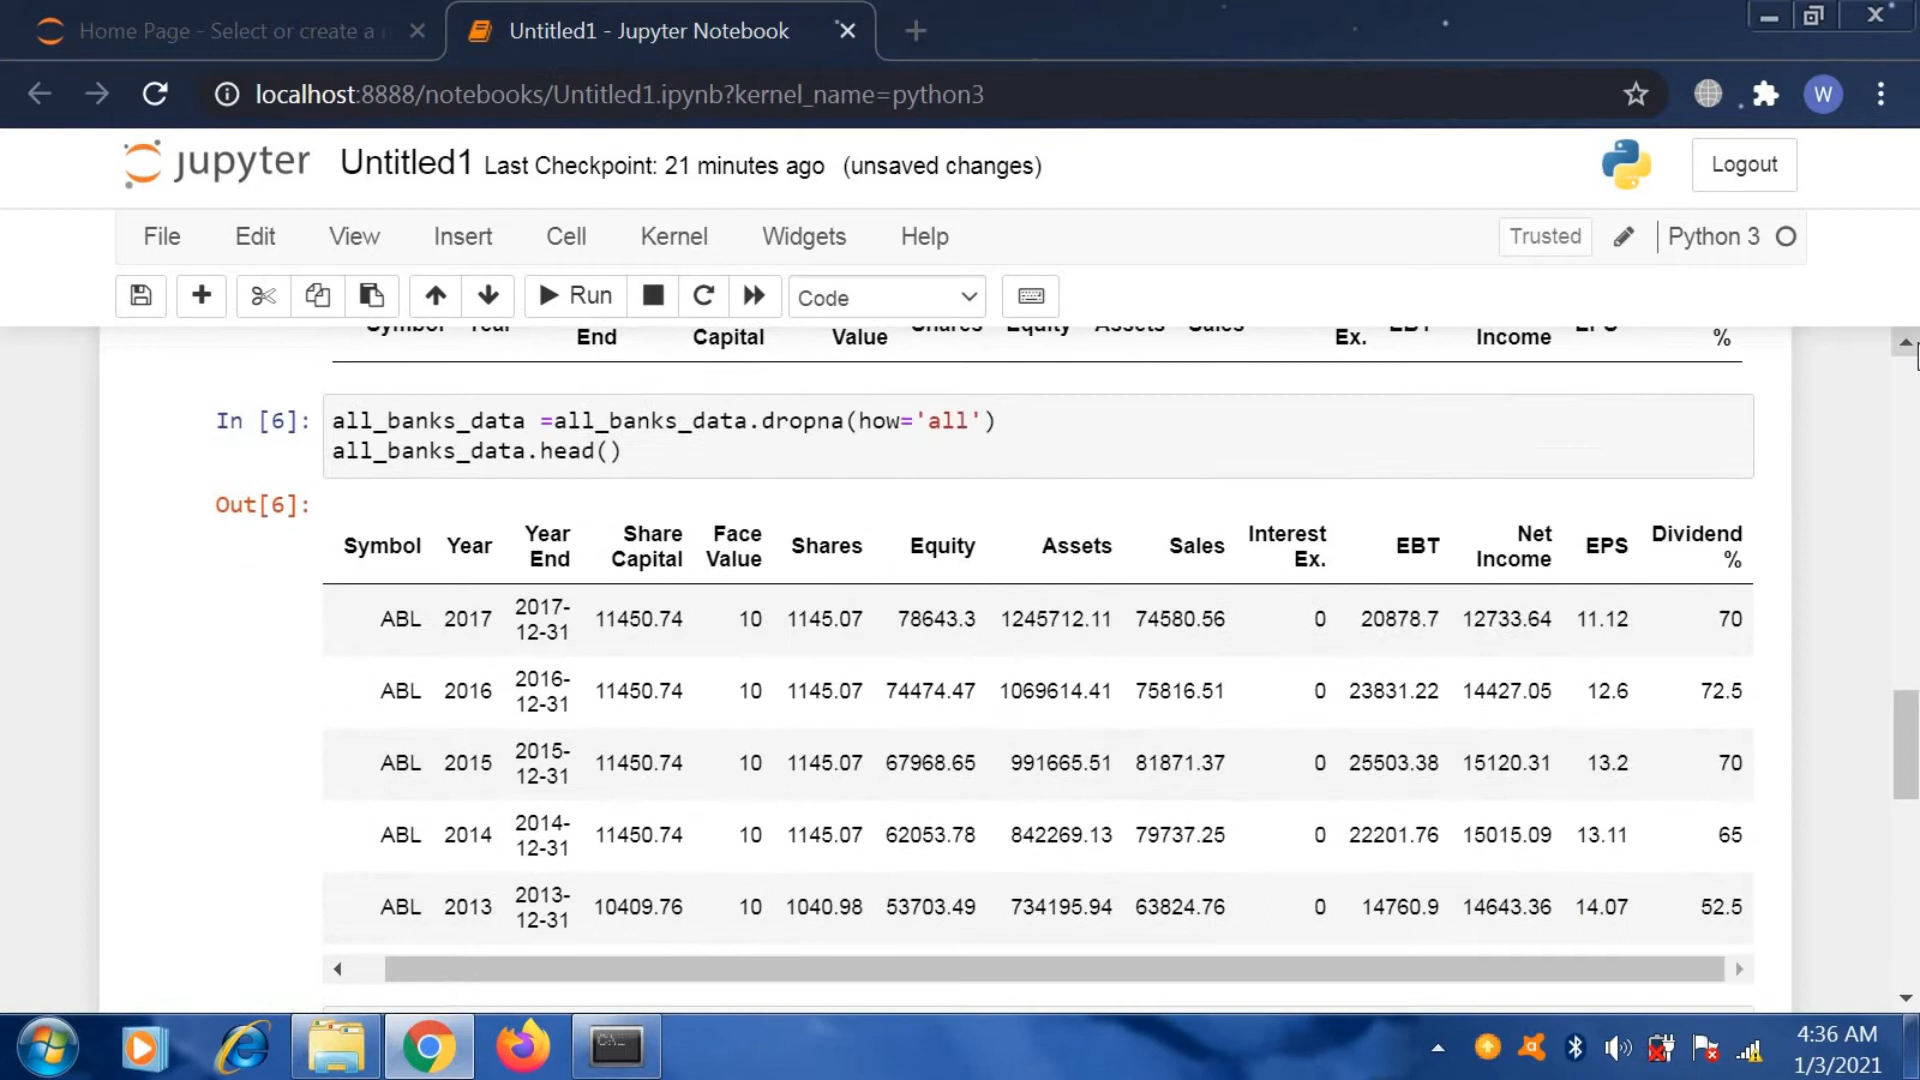 Home Page - Select or create a n
Untitled1 - Jupyter Notebook
localhost:8888/notebooks/Untitled1.ipynb?kernel_name=python3
W
jupyter Untitled1 Last Checkpoint: 21 minutes ago (unsaved changes)
Logout
File Edit View Insert Cell Kernel Widgets Help
Trusted Python 3
Run Code
Symbol Year End Capital Value Shares Equity Assets Sales Ex. EBT Income EPS %
In [6]: all_banks_data =all_banks_data.dropna(how='all')
all_banks_data.head()
Out[6]:
Symbol Year Year End Share Capital Face Value Shares Equity Assets Sales Interest Ex. EBT Net Income EPS Dividend %
ABL 2017 2017-12-31 11450.74 10 1145.07 78643.3 1245712.11 74580.56 0 20878.7 12733.64 11.12 70
ABL 2016 2016-12-31 11450.74 10 1145.07 74474.47 1069614.41 75816.51 0 23831.22 14427.05 12.6 72.5
ABL 2015 2015-12-31 11450.74 10 1145.07 67968.65 991665.51 81871.37 0 25503.38 15120.31 13.2 70
ABL 2014 2014-12-31 11450.74 10 1145.07 62053.78 842269.13 79737.25 0 22201.76 15015.09 13.11 65
ABL 2013 2013-12-31 10409.76 10 1040.98 53703.49 734195.94 63824.76 0 14760.9 14643.36 14.07 52.5
4:36 AM
1/3/2021